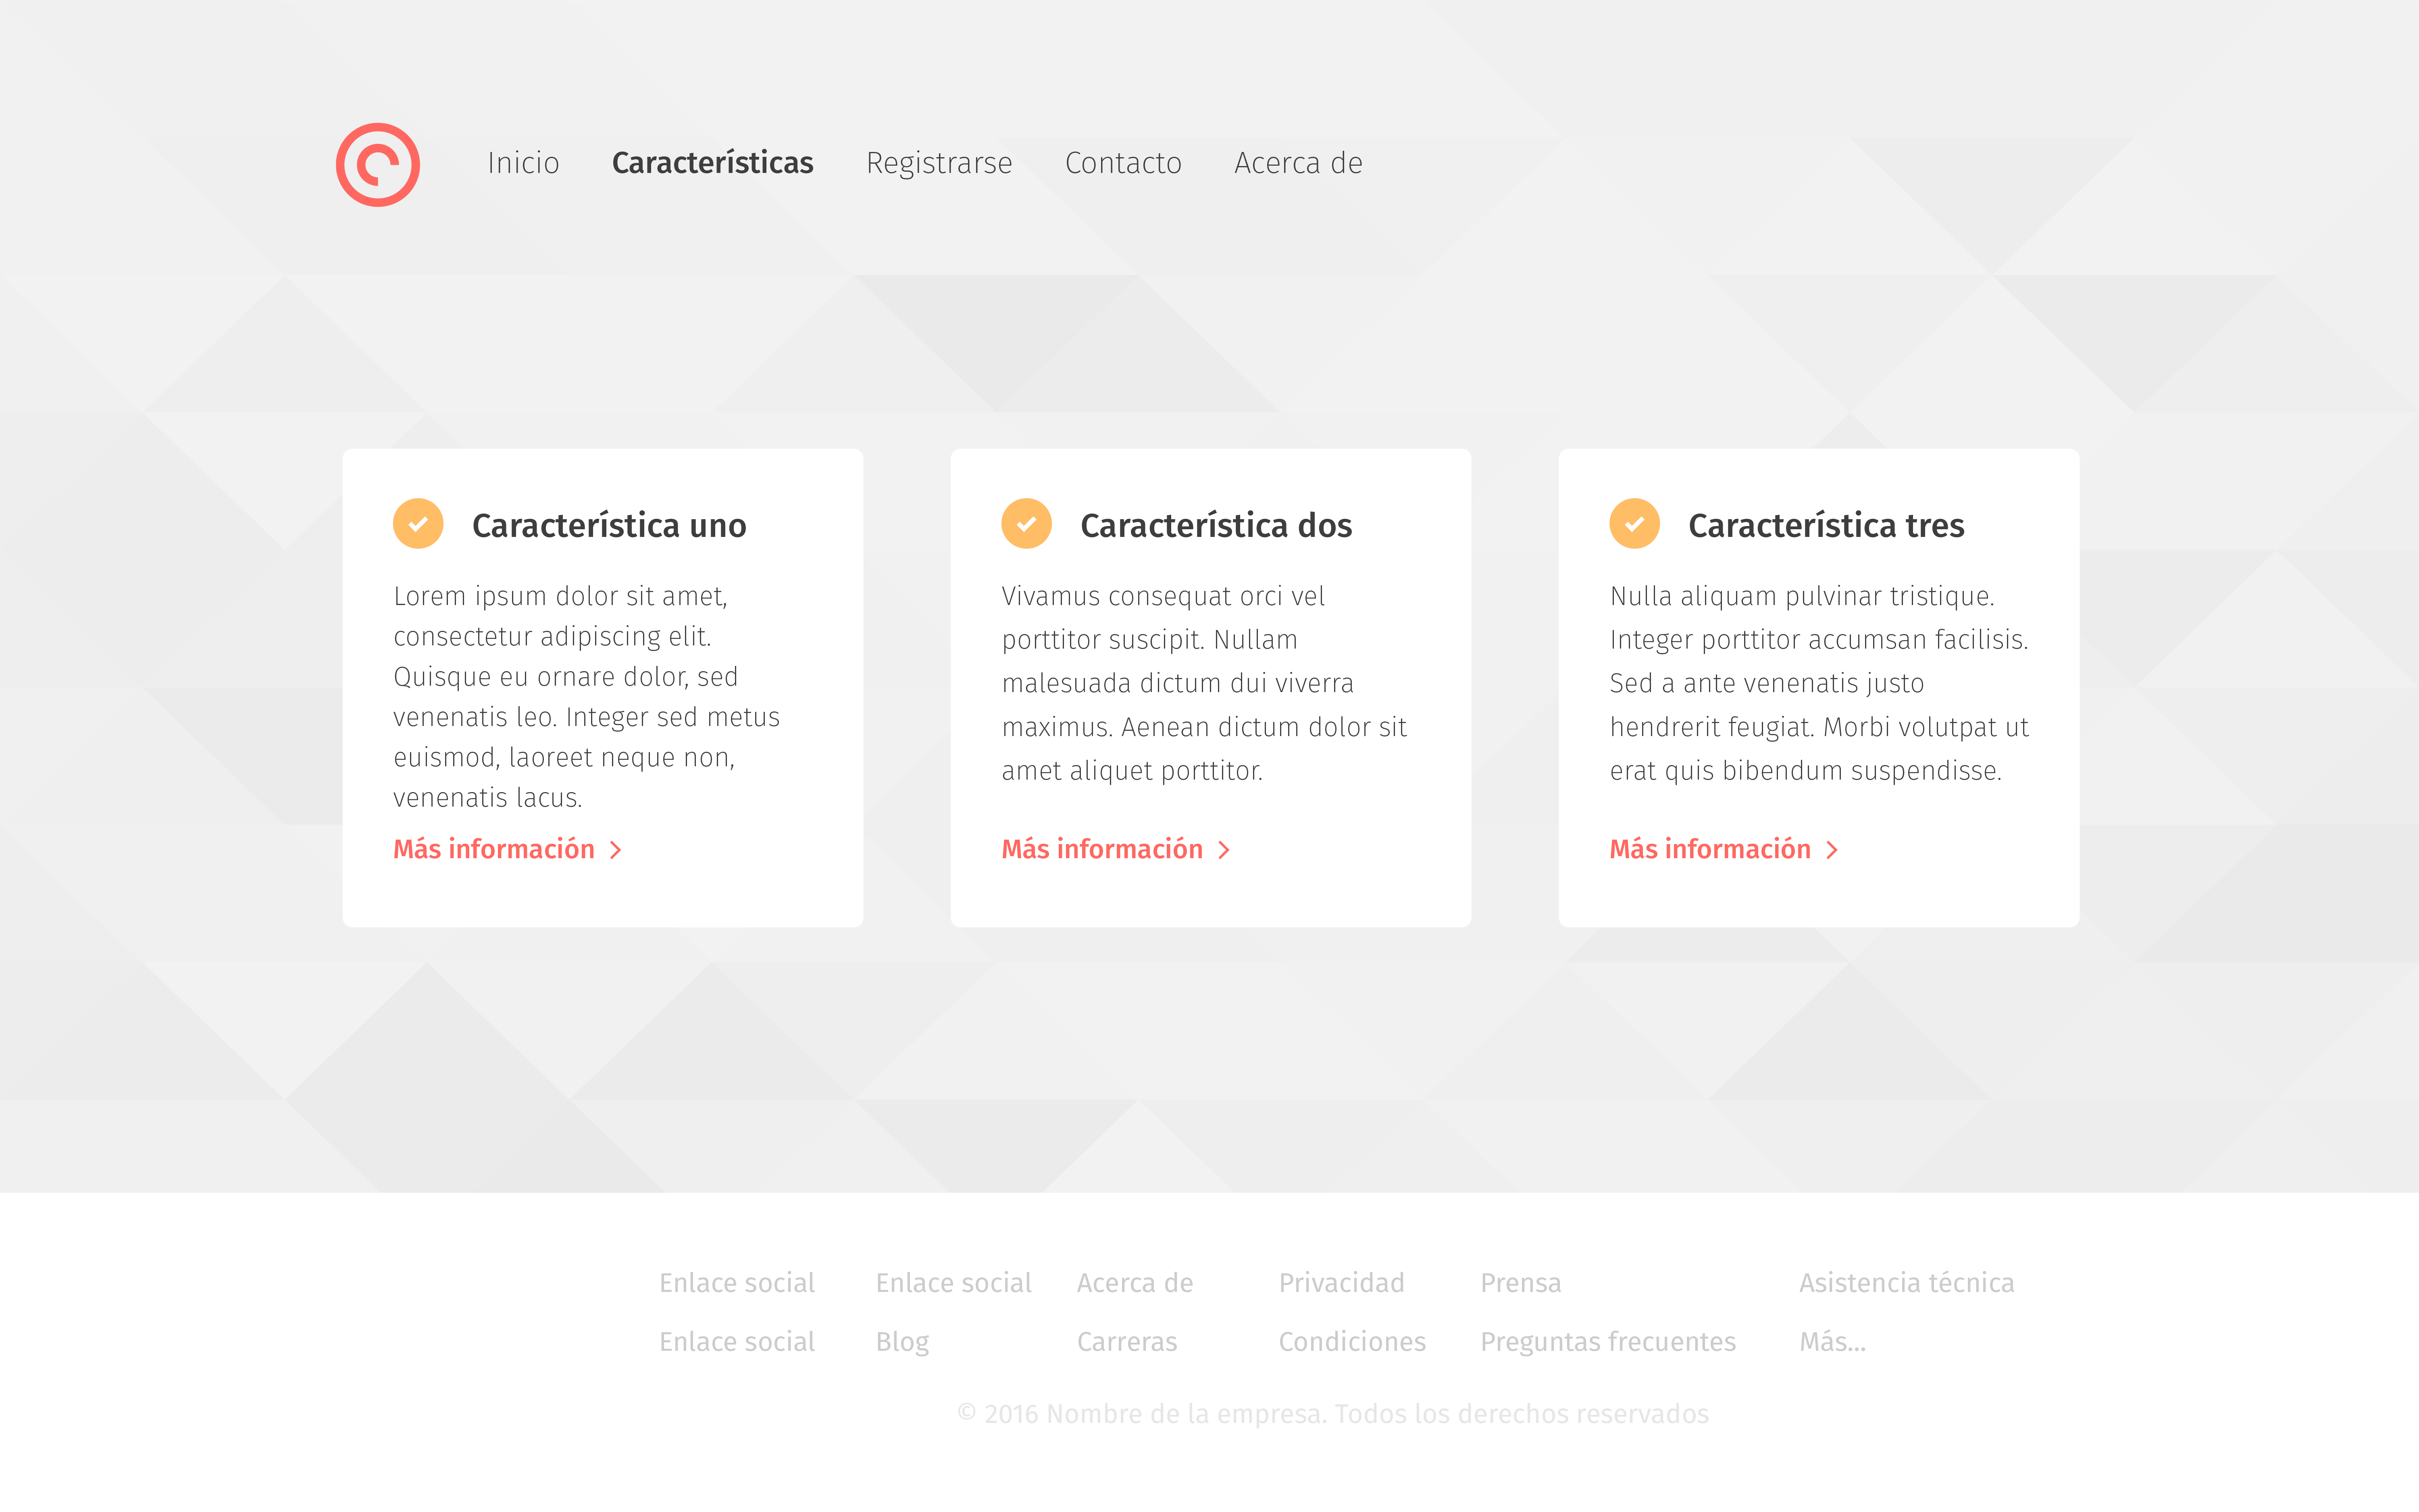 Inicio Características Registrarse Contacto Acerca de
Característica uno
Lorem ipsum dolor sit amet,
consectetur adipiscing elit.
Quisque eu ornare dolor, sed
venenatis leo. Integer sed metus
euismod, laoreet neque non,
venenatis lacus.
Más información
Característica dos
Vivamus consequat orci vel
porttitor suscipit. Nullam
malesuada dictum dui viverra
maximus. Aenean dictum dolor sit
amet aliquet porttitor.
Más información
Característica tres
Nulla aliquam pulvinar tristique.
Integer porttitor accumsan facilisis.
Sed a ante venenatis justo
hendrerit feugiat. Morbi volutpat ut
erat quis bibendum suspendisse.
Más información
Enlace social Enlace social Acerca de Privacidad Prensa Asistencia técnica
Enlace social Blog Carreras Condiciones Preguntas frecuentes Más...
© 2016 Nombre de la empresa. Todos los derechos reservados